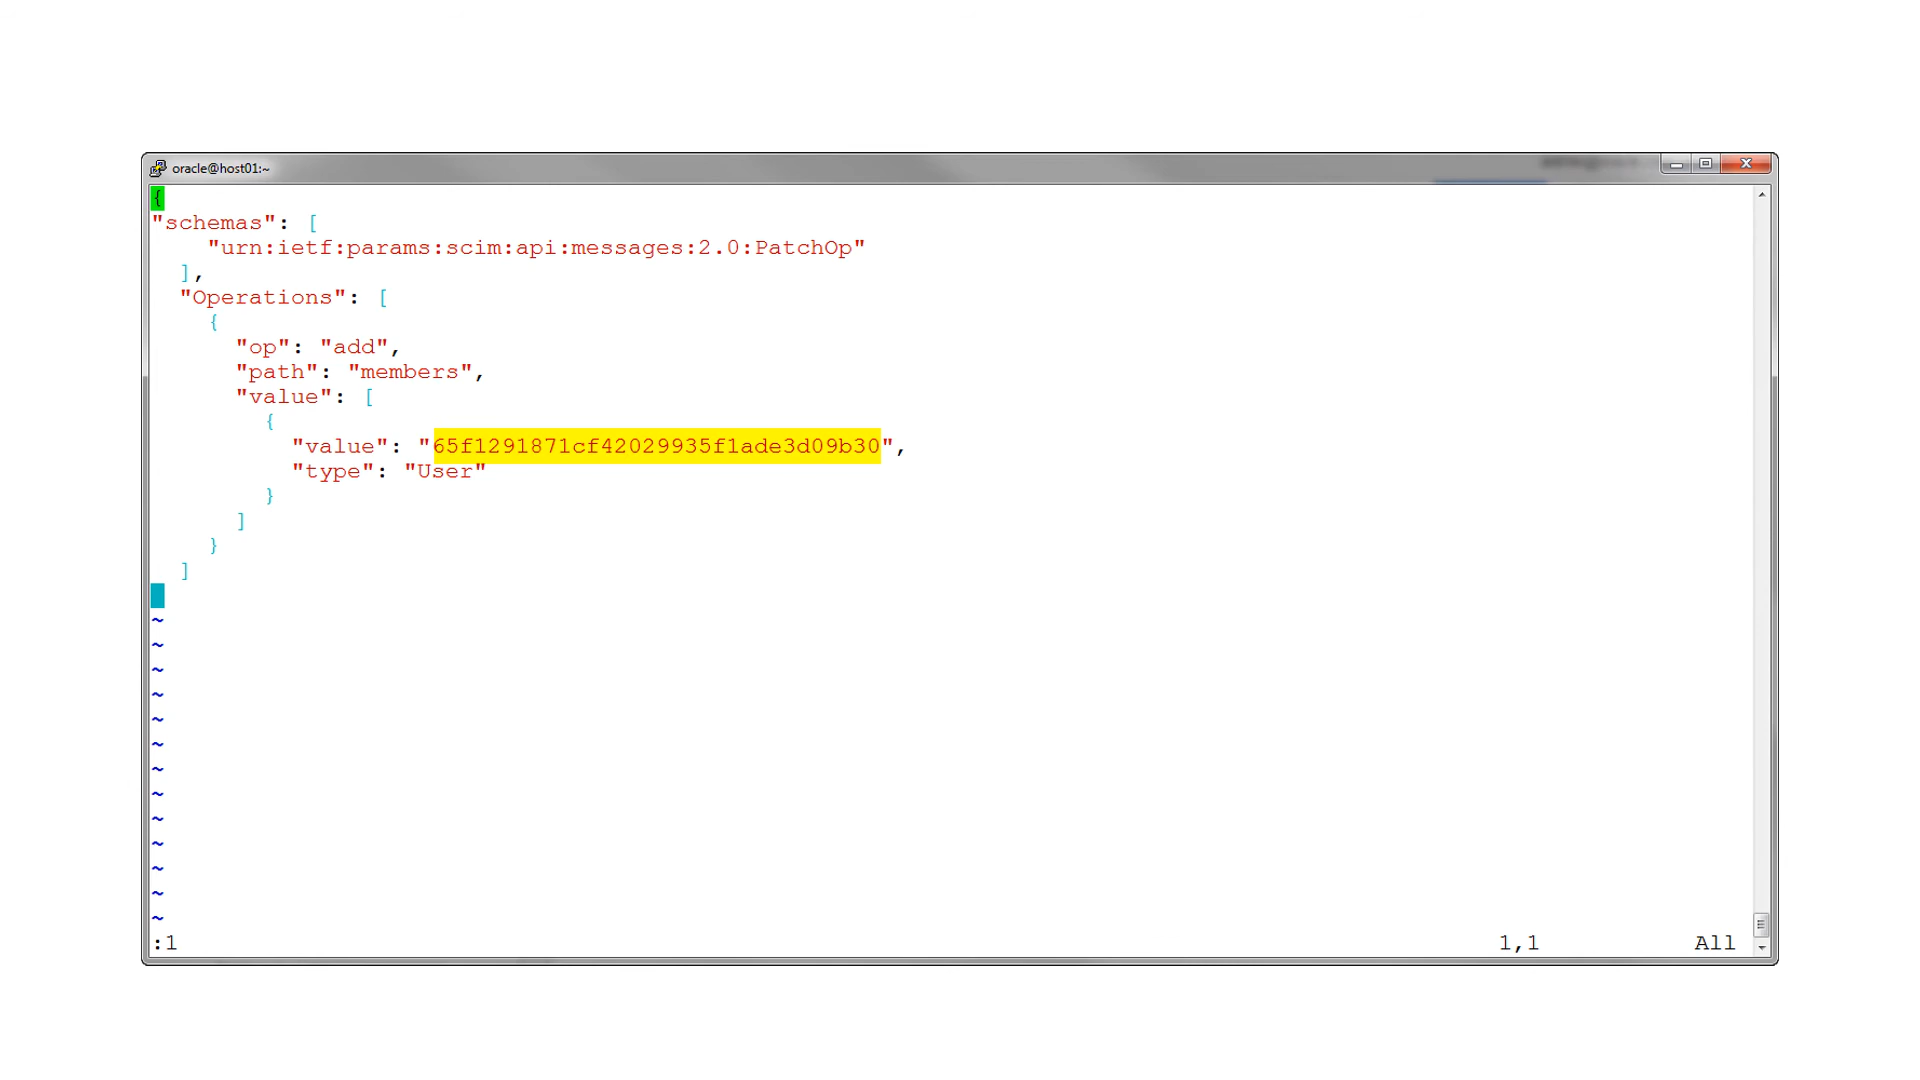 oracle@host01:~
{
"schemas": [
    "urn:ietf:params:scim:api:messages:2.0:PatchOp"
  ],
  "Operations": [
    {
      "op": "add",
      "path": "members",
      "value": [
        {
          "value": "65f1291871cf42029935f1ade3d09b30",
          "type": "User"
        }
      ]
    }
  ]
~
~
~
~
~
~
~
~
~
~
~
~
~
:1 1,1 All